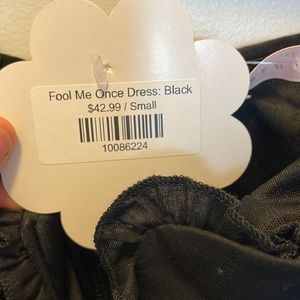 Fool Me Once Dress: Black
$42.99 / Small
10086224